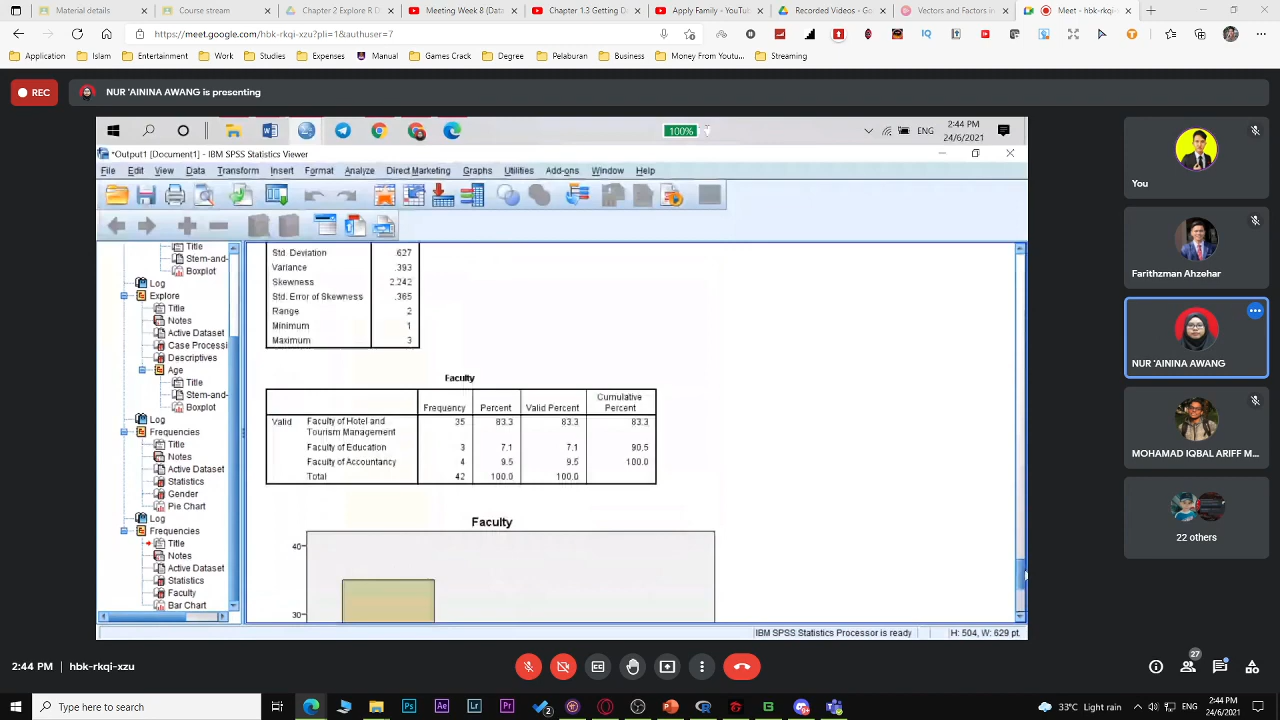 Material details
Course stream
Chapter 2 Explore R D
Meeting Week 8 (Data
Chapter 1.3 Getting Da
Apply Family - YouTu
Recorded Videos - Go
Vectors and Factors in
Meet - hbk-rkqi-xz
https://meet.google.com/hbk-rkqi-xzu?pli=1&authuser=7
Application
Islam
Entertainment
Work
Studies
Expenses
Manual
Games Crack
Degree
Pelaburan
Business
Money From Youtu...
Streaming
REC
NUR 'AININA AWANG is presenting
100%
ENG
2:44 PM
24/6/2021
*Output1 [Document1] - IBM SPSS Statistics Viewer
File Edit View Data Transform Insert Format Analyze Direct Marketing Graphs Utilities Add-ons Window Help
Title
Stem-and-
Boxplot
Log
Explore
Title
Notes
Active Dataset
Case Processi
Descriptives
Age
Title
Stem-and-
Boxplot
Log
Frequencies
Title
Notes
Active Dataset
Statistics
Gender
Pie Chart
Log
Frequencies
Title
Notes
Active Dataset
Statistics
Faculty
Bar Chart
Std. Deviation .627
Variance .393
Skewness 2.242
Std. Error of Skewness .365
Range 2
Minimum 1
Maximum 3
Faculty
Frequency Percent Valid Percent Cumulative Percent
Valid Faculty of Hotel and Tourism Management 35 83.3 83.3 83.3
Faculty of Education 3 7.1 7.1 90.5
Faculty of Accountancy 4 9.5 9.5 100.0
Total 42 100.0 100.0
Faculty
40
30
IBM SPSS Statistics Processor is ready
H: 504, W: 629 pt.
You
Farithzman Ahzehar
NUR 'AININA AWANG
MOHAMAD IQBAL ARIFF M...
22 others
2:44 PM | hbk-rkqi-xzu
27
Type here to search
33°C Light rain
ENG
2:44 PM
24/6/2021